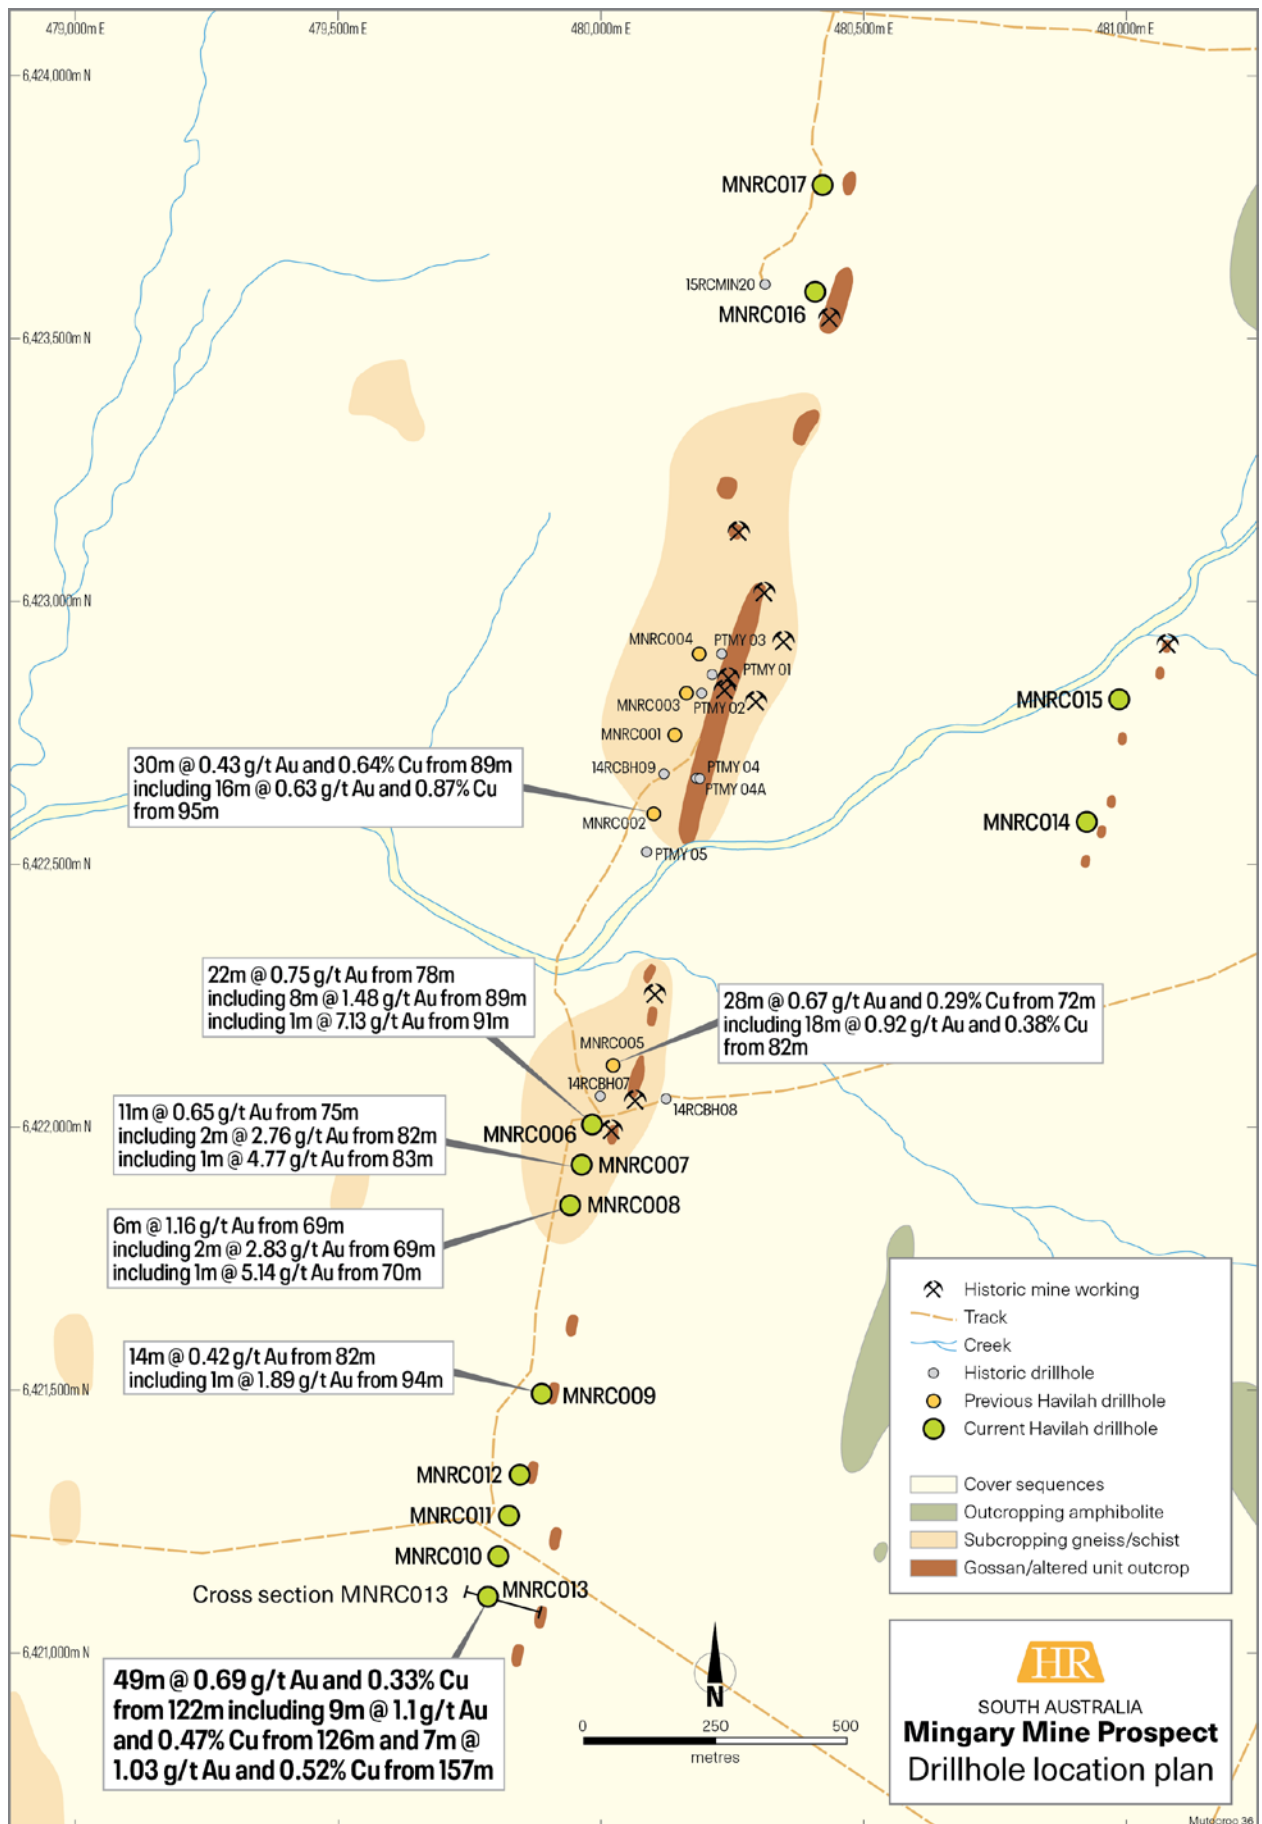 479,000m E
479,500m E
480,000m E
480,500m E
481,000m E
6,424,000m N
MNRC017
15RCMIN20
MNRC016
6,423,500m N
6,423,000m N
MNRC004
PTMY 03
PTMY 01
MNRC003
PTMY 02
MNRC015
MNRC001
14RCBH09
PTMY 04
PTMY 04A
30m @ 0.43 g/t Au and 0.64% Cu from 89m
including 16m @ 0.63 g/t Au and 0.87% Cu
from 95m
MNRC002
MNRC014
PTMY 05
6,422,500m N
22m @ 0.75 g/t Au from 78m
including 8m @ 1.48 g/t Au from 89m
including 1m @ 7.13 g/t Au from 91m
28m @ 0.67 g/t Au and 0.29% Cu from 72m
including 18m @ 0.92 g/t Au and 0.38% Cu
from 82m
MNRC005
14RCBH07
14RCBH08
11m @ 0.65 g/t Au from 75m
including 2m @ 2.76 g/t Au from 82m
including 1m @ 4.77 g/t Au from 83m
6,422,000m N
MNRC006
MNRC007
MNRC008
6m @ 1.16 g/t Au from 69m
including 2m @ 2.83 g/t Au from 69m
including 1m @ 5.14 g/t Au from 70m
14m @ 0.42 g/t Au from 82m
including 1m @ 1.89 g/t Au from 94m
6,421,500m N
MNRC009
MNRC012
MNRC011
MNRC010
Cross section MNRC013
MNRC013
6,421,000m N
49m @ 0.69 g/t Au and 0.33% Cu
from 122m including 9m @ 1.1 g/t Au
and 0.47% Cu from 126m and 7m @
1.03 g/t Au and 0.52% Cu from 157m
N
0 250 500
metres
Historic mine working
Track
Creek
Historic drillhole
Previous Havilah drillhole
Current Havilah drillhole
Cover sequences
Outcropping amphibolite
Subcropping gneiss/schist
Gossan/altered unit outcrop
HR
SOUTH AUSTRALIA
Mingary Mine Prospect
Drillhole location plan
Mutooroo 36